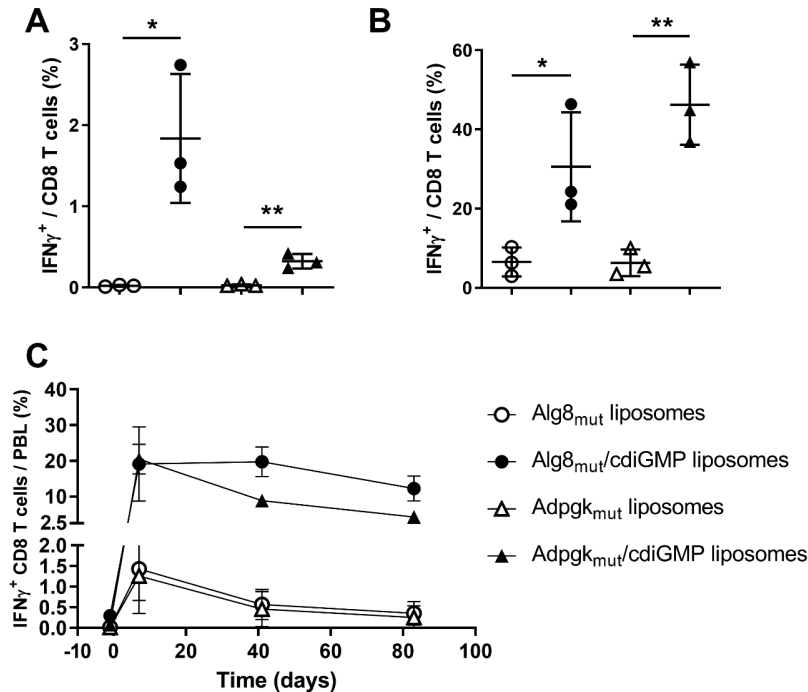 A
IFNγ⁺ / CD8 T cells (%)
3
2
1
0
*
**
B
IFNγ⁺ / CD8 T cells (%)
60
40
20
0
*
**
C
IFNγ⁺ CD8 T cells / PBL (%)
40
30
20
10
2.5
2.0
1.5
1.0
0.5
0.0
-10 0 20 40 60 80 100
Time (days)
Alg8mut liposomes
Alg8mut/cdiGMP liposomes
Adpgkmut liposomes
Adpgkmut/cdiGMP liposomes